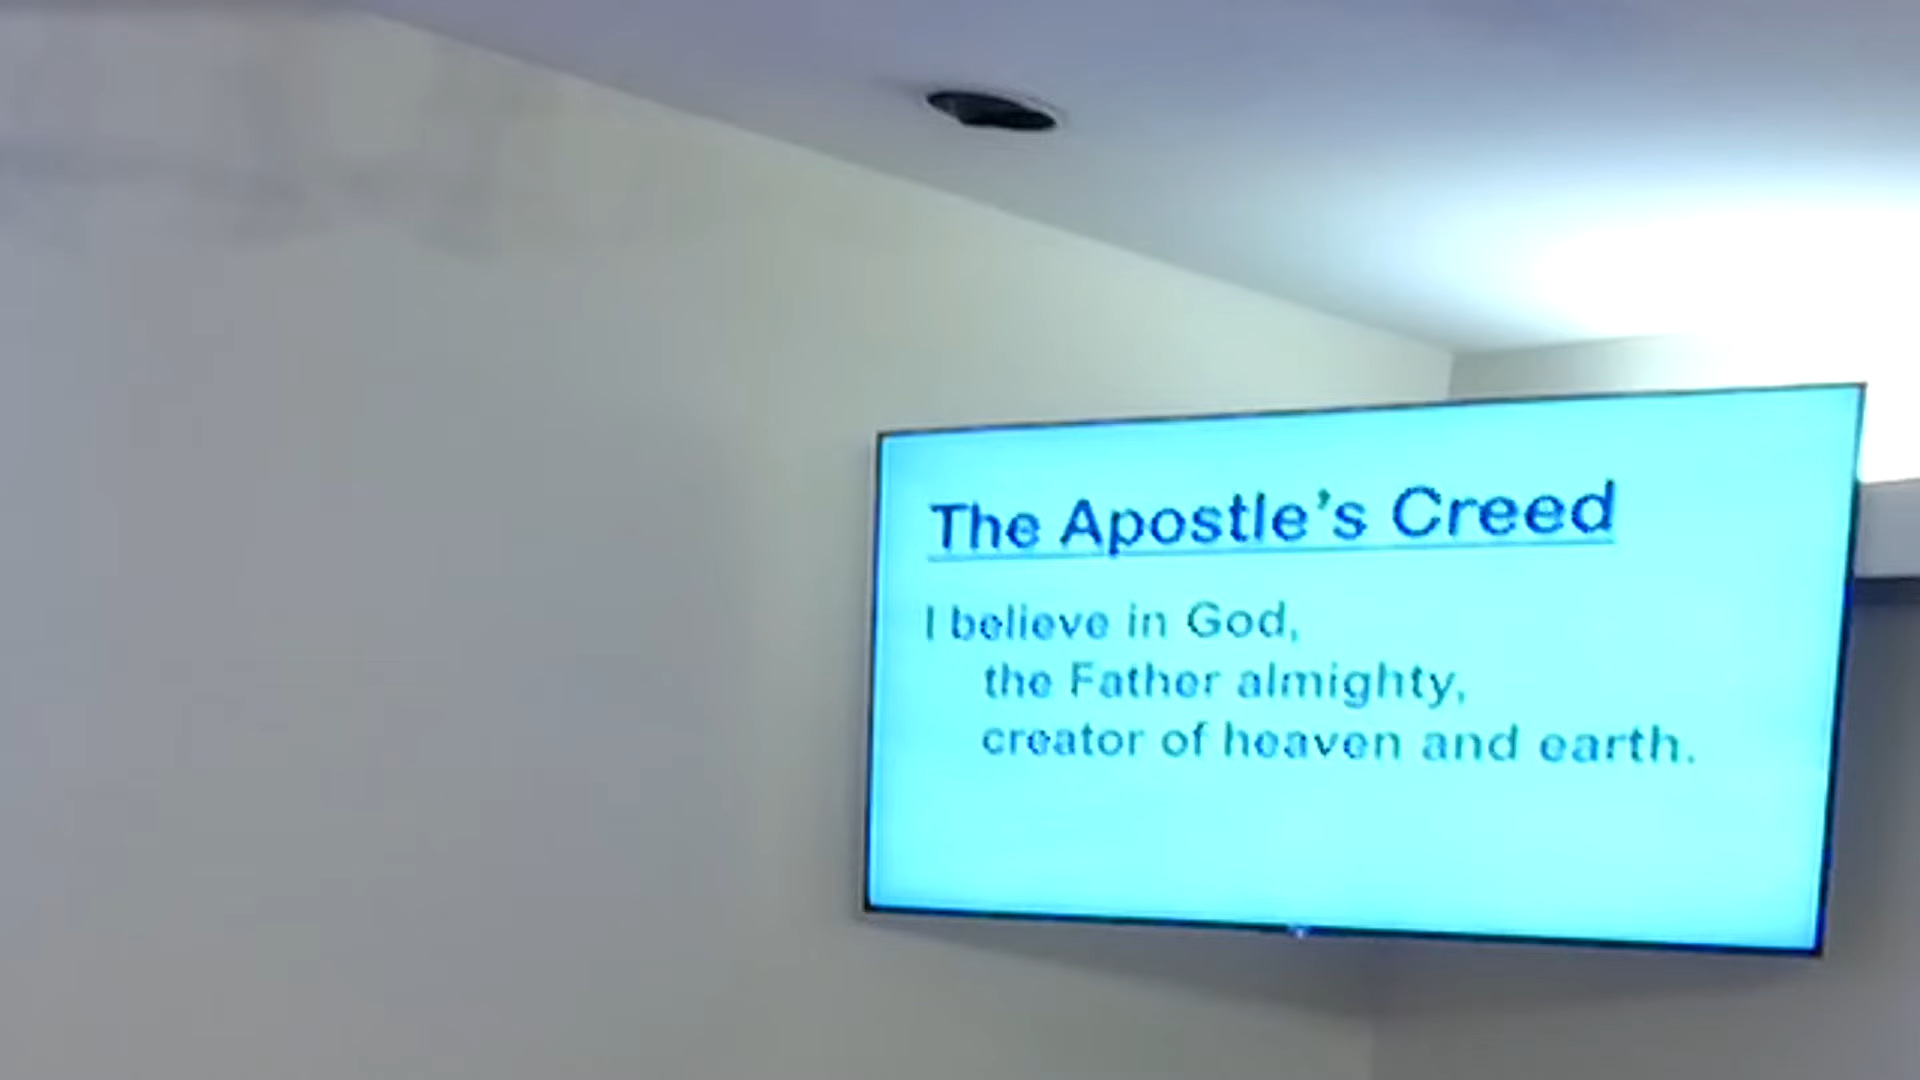 The Apostle's Creed
I believe in God,
the Father almighty,
creator of heaven and earth.